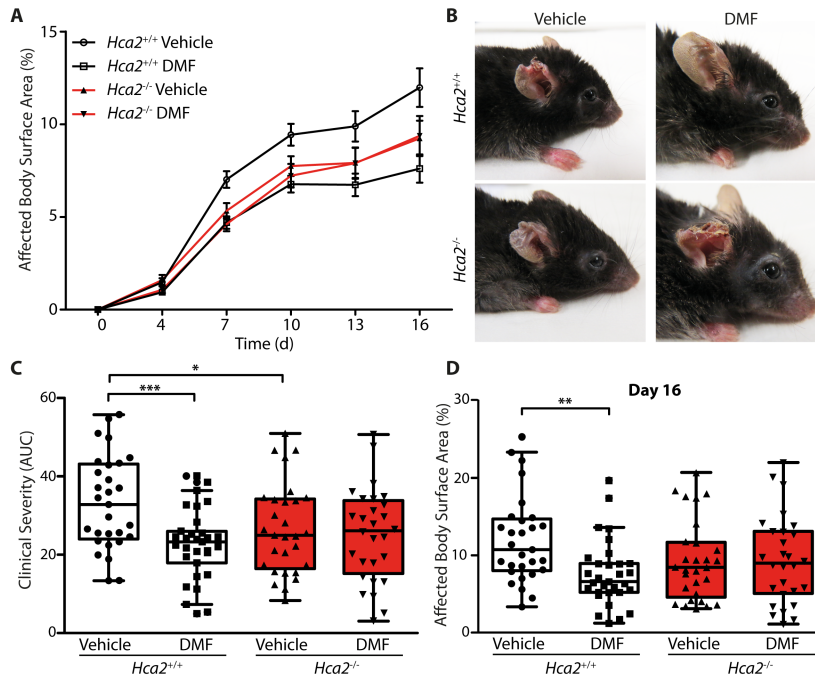 A
Affected Body Surface Area (%)
15
10
5
0
Hca2+/+ Vehicle
Hca2+/+ DMF
Hca2-/- Vehicle
Hca2-/- DMF
0 4 7 10 13 16
Time (d)
B
Vehicle DMF
Hca2+/+
Hca2-/-
C
Clinical Severity (AUC)
60
40
20
0
*
***
Vehicle DMF Vehicle DMF
Hca2+/+ Hca2-/-
D
Day 16
Affected Body Surface Area (%)
30
20
10
0
**
Vehicle DMF Vehicle DMF
Hca2+/+ Hca2-/-